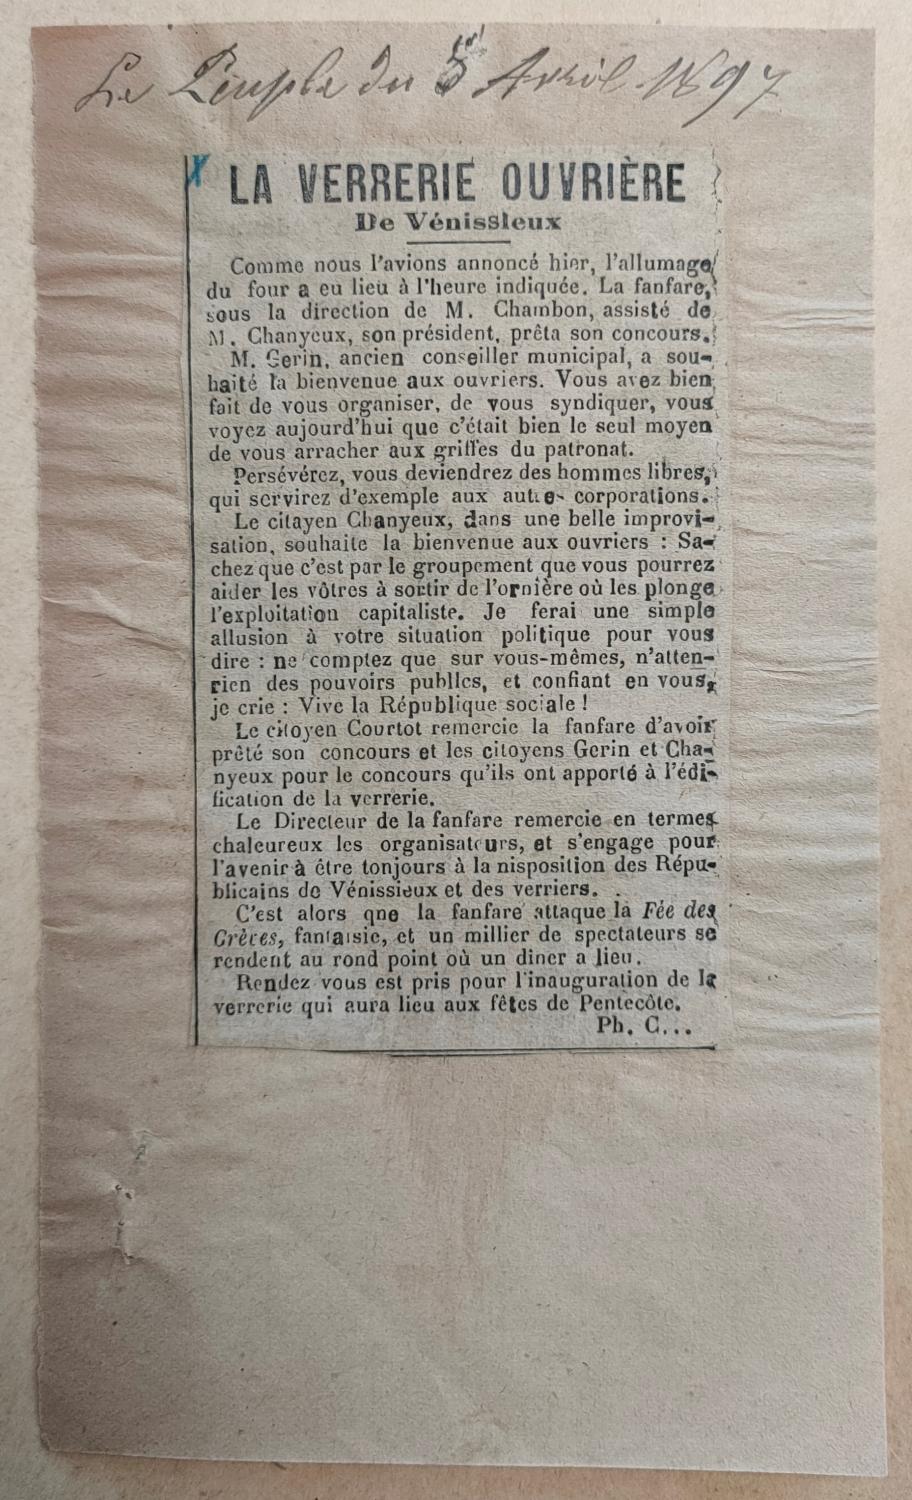 Le Peuple du 5 Avril 1897
LA VERRERIE OUVRIÈRE
De Vénissieux
Comme nous l'avions annoncé hier, l'allumage
du four a eu lieu à l'heure indiquée. La fanfare,
sous la direction de M. Chambon, assisté de
M. Chanyeux, son président, prêta son concours.
M. Gerin, ancien conseiller municipal, a sou-
haité la bienvenue aux ouvriers. Vous avez bien
fait de vous organiser, de vous syndiquer, vous
voyez aujourd'hui que c'était bien le seul moyen
de vous arracher aux griffes du patronat.
Persévérez, vous deviendrez des hommes libres,
qui servirez d'exemple aux autres corporations.
Le citayen Chanyeux, dans une belle improvi-
sation, souhaite la bienvenue aux ouvriers : Sa-
chez que c'est par le groupement que vous pourrez
aider les vôtres à sortir de l'ornière où les plonge
l'exploitation capitaliste. Je ferai une simple
allusion à votre situation politique pour vous
dire : ne comptez que sur vous-mêmes, n'atten-
rien des pouvoirs publics, et confiant en vous,
je crie : Vive la République sociale !
Le citoyen Courtot remercie la fanfare d'avoir
prêté son concours et les citoyens Gerin et Cha-
nyeux pour le concours qu'ils ont apporté à l'édi-
fication de la verrerie.
Le Directeur de la fanfare remercie en termes
chaleureux les organisateurs, et s'engage pour
l'avenir à être tonjours à la nisposition des Répu-
blicains de Vénissieux et des verriers.
C'est alors qne la fanfare attaque la Fée des
Grèves, fantaisie, et un millier de spectateurs se
rendent au rond point où un diner a lieu.
Rendez vous est pris pour l'inauguration de la
verrerie qui aura lieu aux fêtes de Pentecôte.
Ph. C...